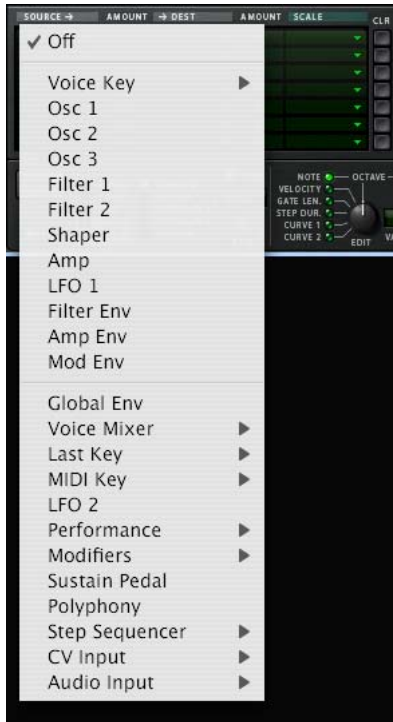 SOURCE → AMOUNT → DEST AMOUNT SCALE CLR
✓ Off
Voice Key
Osc 1
Osc 2
Osc 3
Filter 1
Filter 2
Shaper
Amp
LFO 1
Filter Env
Amp Env
Mod Env
Global Env
Voice Mixer
Last Key
MIDI Key
LFO 2
Performance
Modifiers
Sustain Pedal
Polyphony
Step Sequencer
CV Input
Audio Input
NOTE OCTAVE
VELOCITY
GATE LEN.
STEP DUR.
CURVE 1
CURVE 2 EDIT